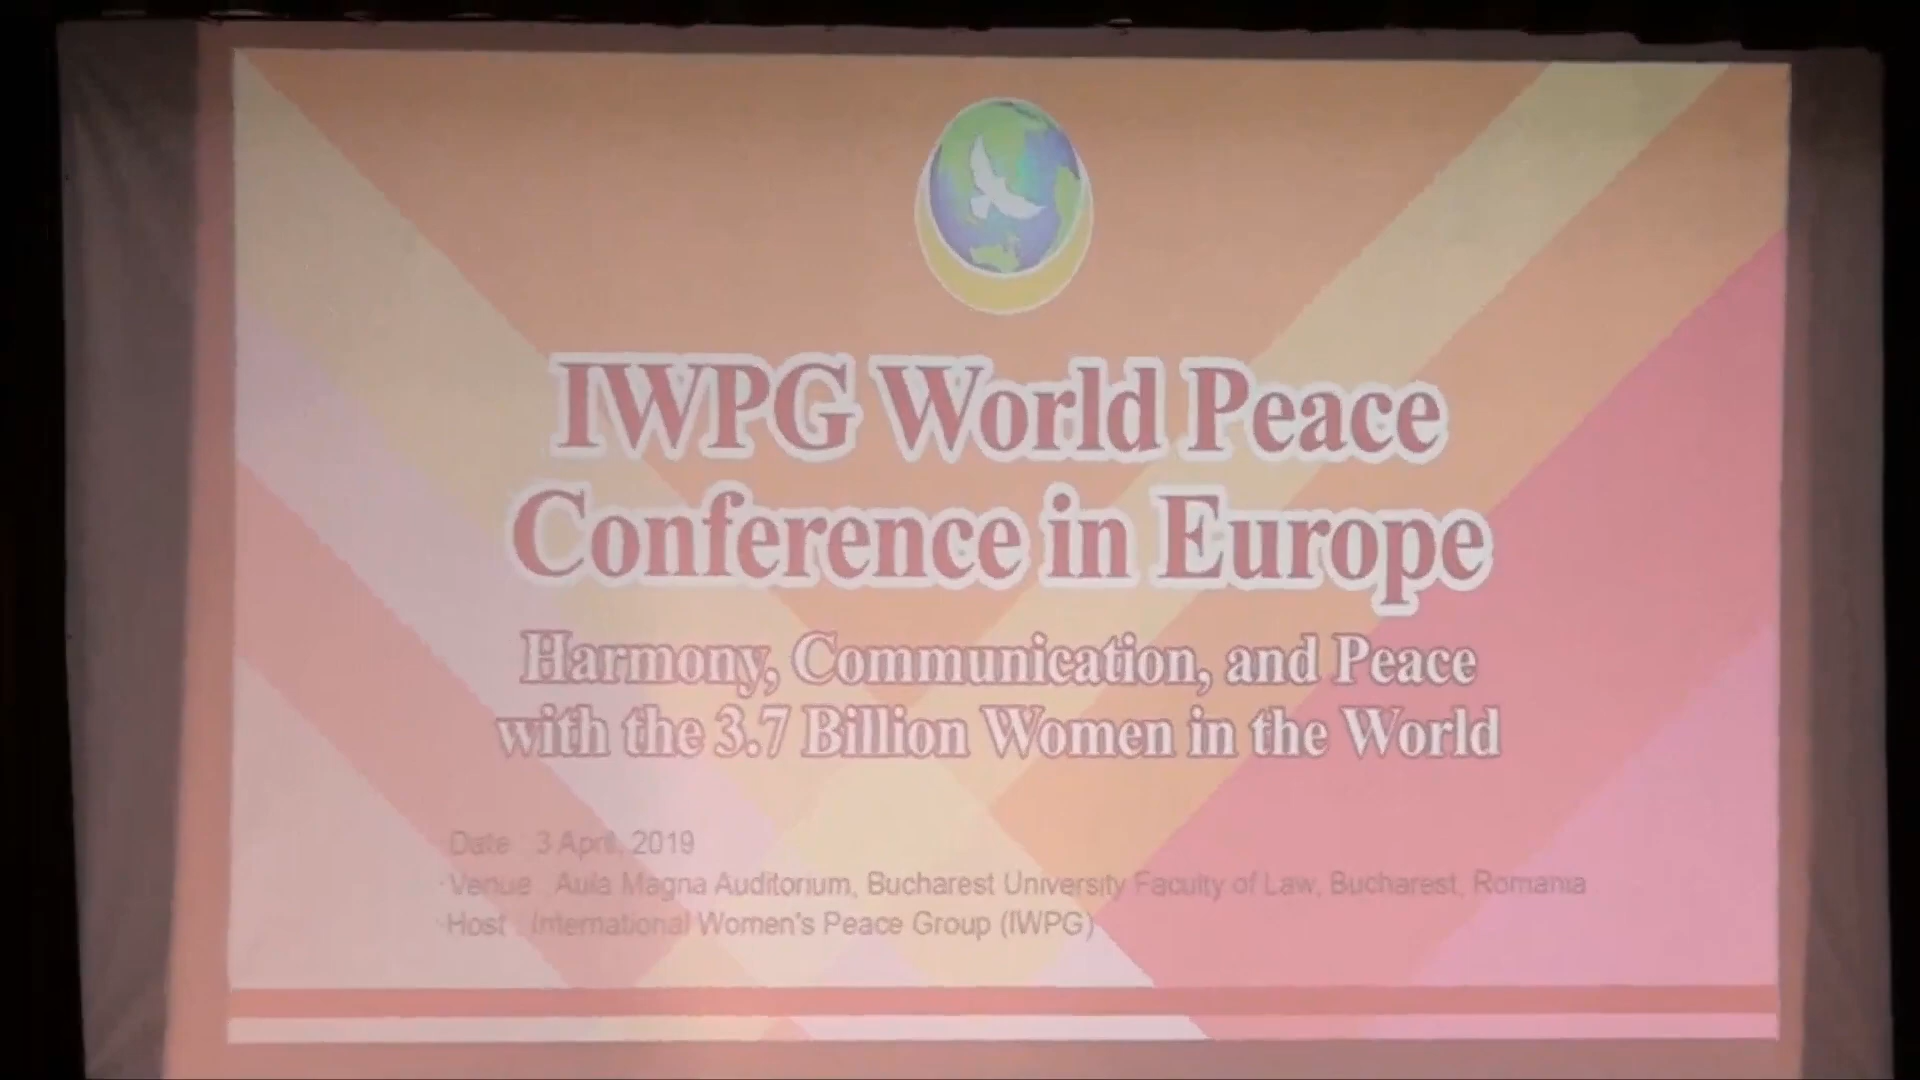 IWPG World Peace
Conference in Europe
Harmony, Communication, and Peace
with the 3.7 Billion Women in the World
Date : 3 April, 2019
·Venue : Aula Magna Auditorium, Bucharest University Faculty of Law, Bucharest, Romania
·Host : International Women's Peace Group (IWPG)